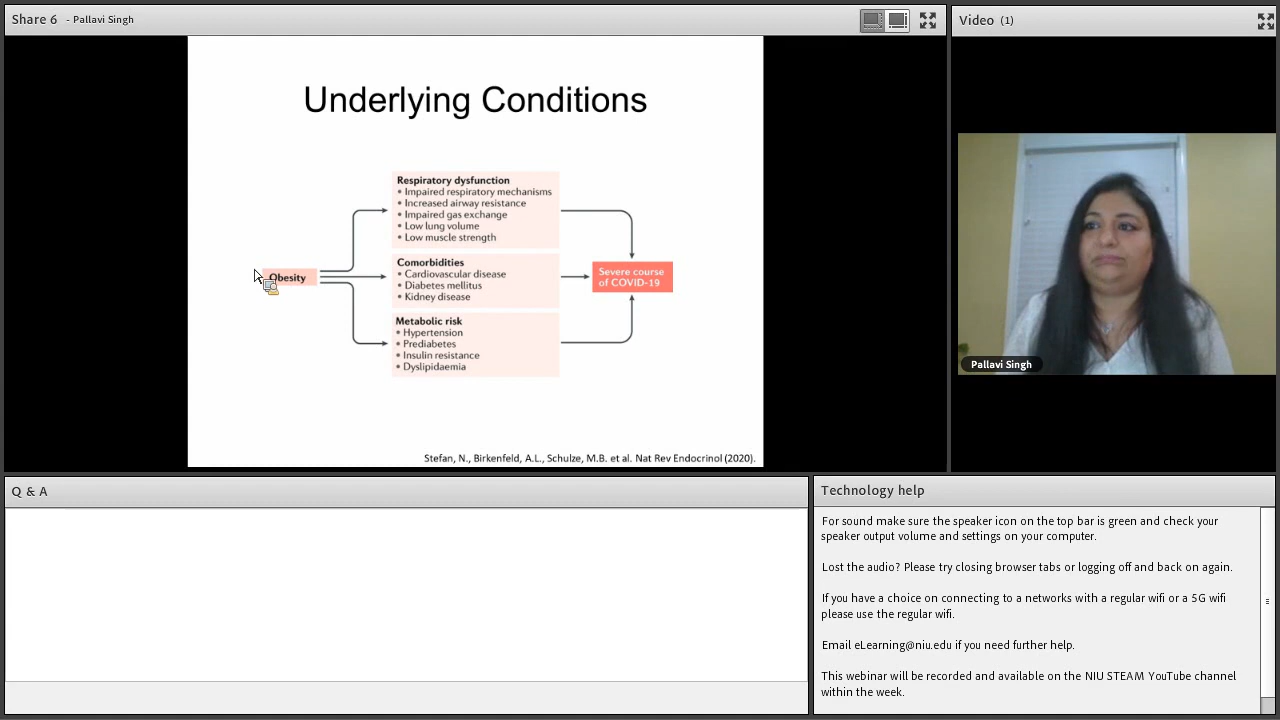 Share 6 - Pallavi Singh
Video (1)
Underlying Conditions
Obesity
Respiratory dysfunction
• Impaired respiratory mechanisms
• Increased airway resistance
• Impaired gas exchange
• Low lung volume
• Low muscle strength
Comorbidities
• Cardiovascular disease
• Diabetes mellitus
• Kidney disease
Metabolic risk
• Hypertension
• Prediabetes
• Insulin resistance
• Dyslipidaemia
Severe course
of COVID-19
Stefan, N., Birkenfeld, A.L., Schulze, M.B. et al. Nat Rev Endocrinol (2020).
Pallavi Singh
Q & A
Technology help
For sound make sure the speaker icon on the top bar is green and check your
speaker output volume and settings on your computer.
Lost the audio? Please try closing browser tabs or logging off and back on again.
If you have a choice on connecting to a networks with a regular wifi or a 5G wifi
please use the regular wifi.
Email eLearning@niu.edu if you need further help.
This webinar will be recorded and available on the NIU STEAM YouTube channel
within the week.